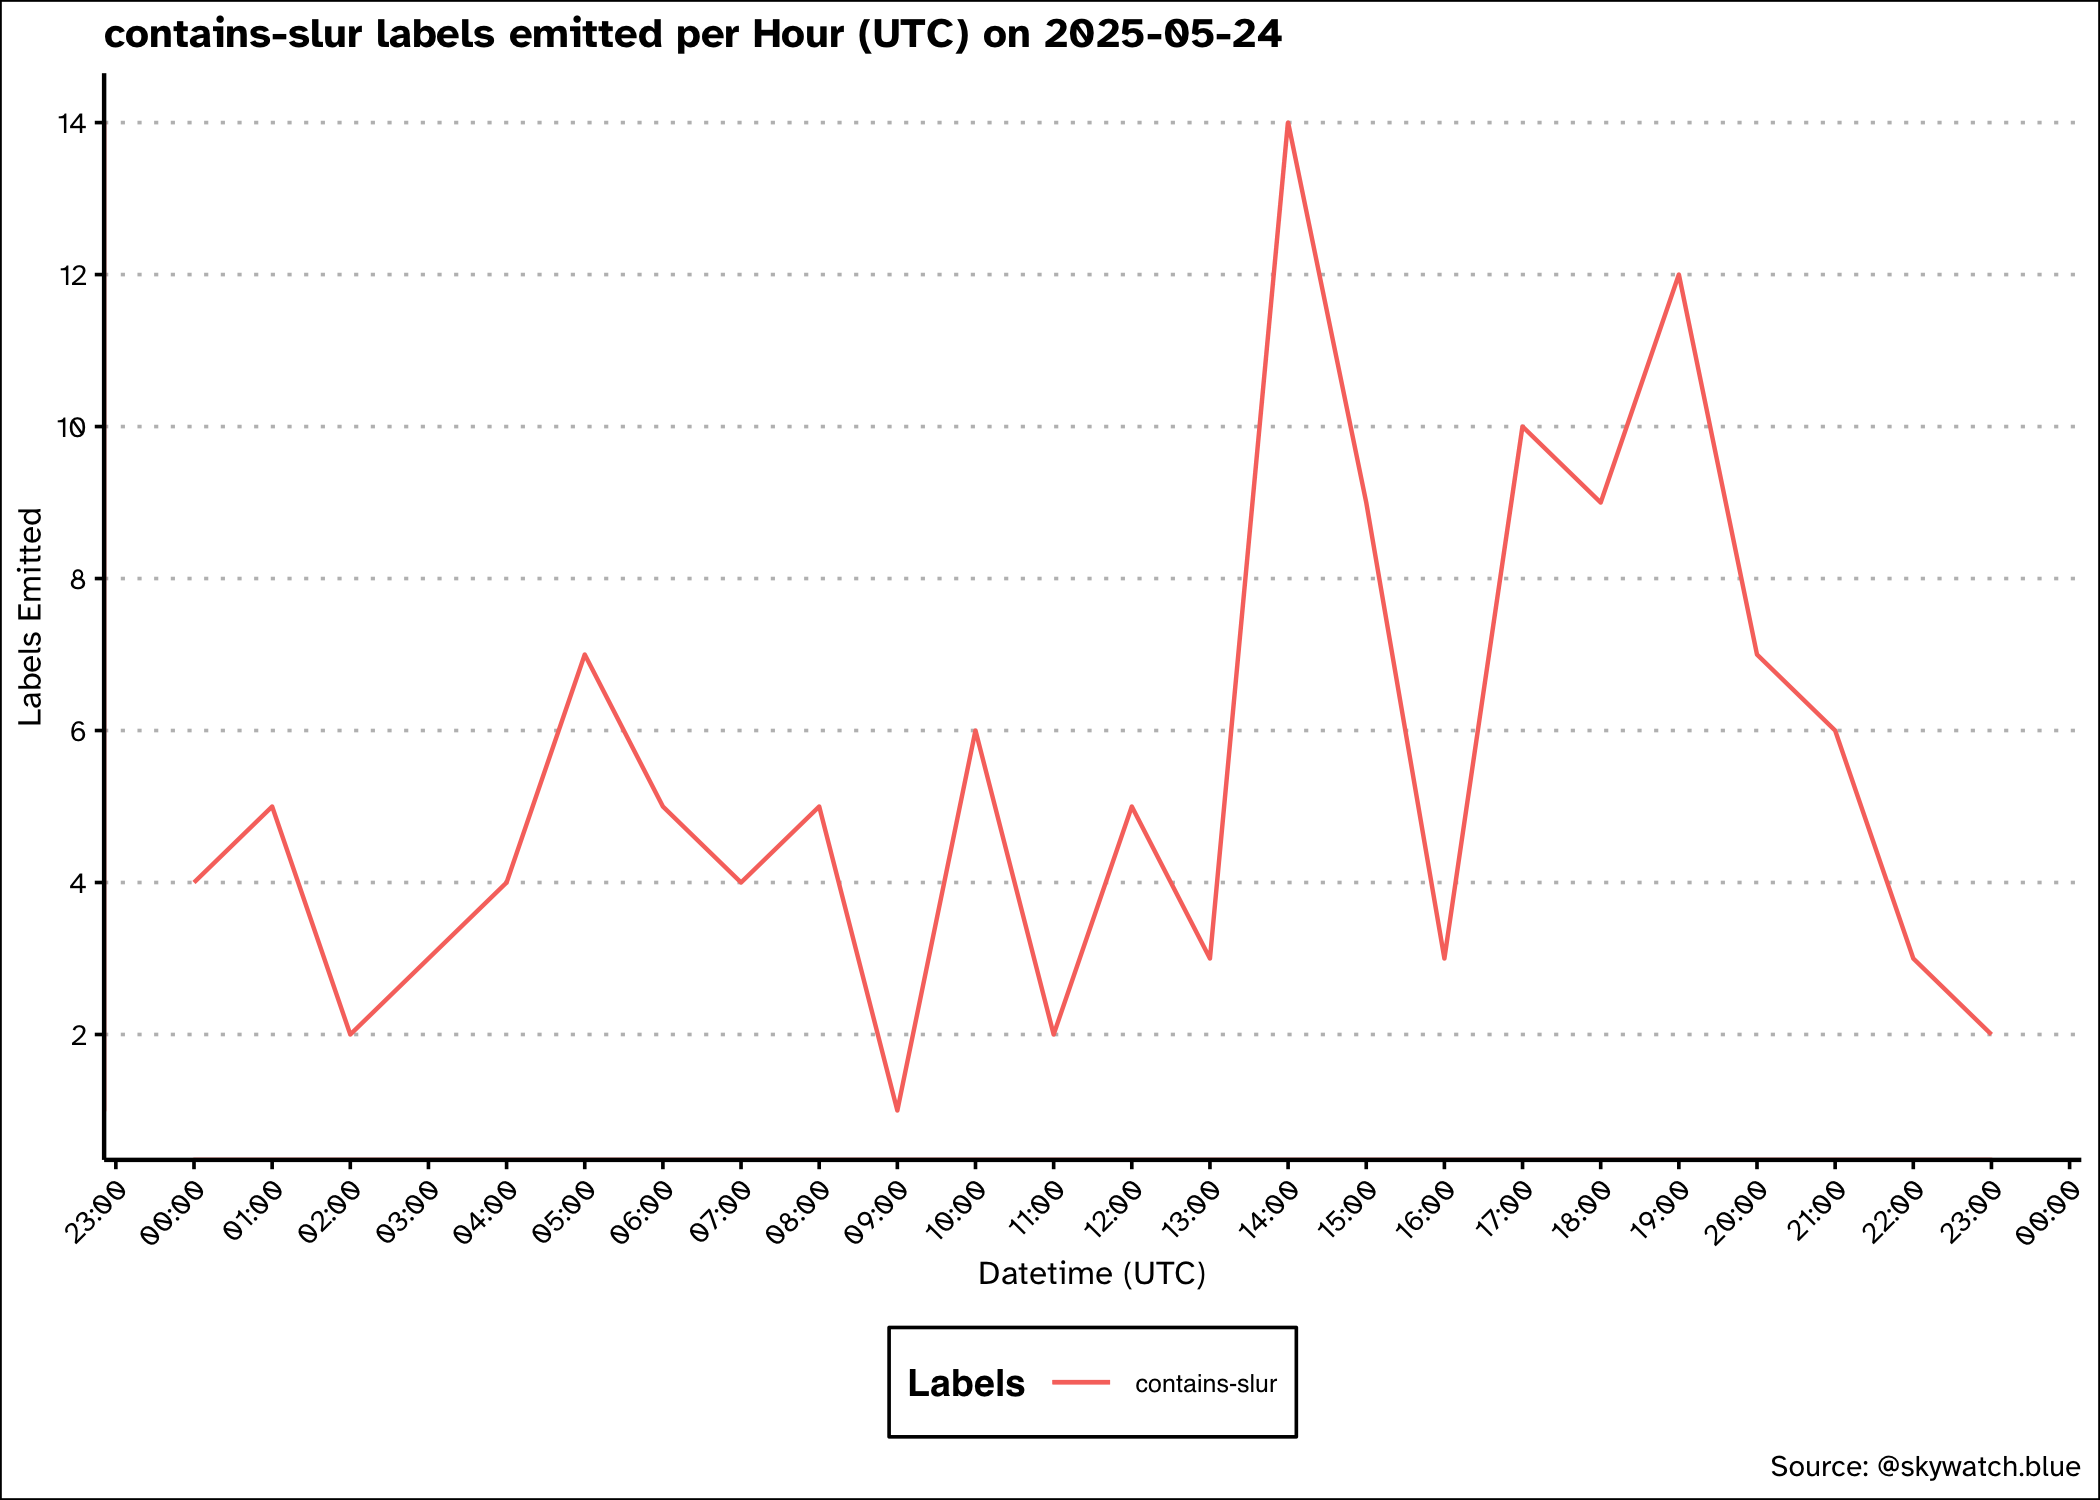 contains-slur labels emitted per Hour (UTC) on 2025-05-24
14
12
10
8
6
4
2
Labels Emitted
23:00 00:00 01:00 02:00 03:00 04:00 05:00 06:00 07:00 08:00 09:00 10:00 11:00 12:00 13:00 14:00 15:00 16:00 17:00 18:00 19:00 20:00 21:00 22:00 23:00 00:00
Datetime (UTC)
Labels contains-slur
Source: @skywatch.blue